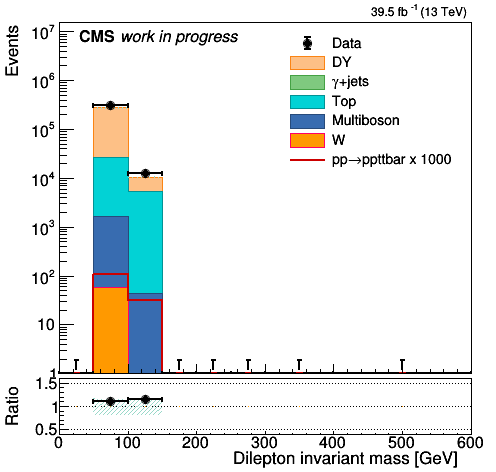 39.5 fb⁻¹ (13 TeV)
CMS work in progress
Events
10⁷
10⁶
10⁵
10⁴
10³
10²
10
1
Data
DY
γ+jets
Top
Multiboson
W
pp→ppttbar x 1000
Ratio
1.5
1
0.5
0 100 200 300 400 500 600
Dilepton invariant mass [GeV]